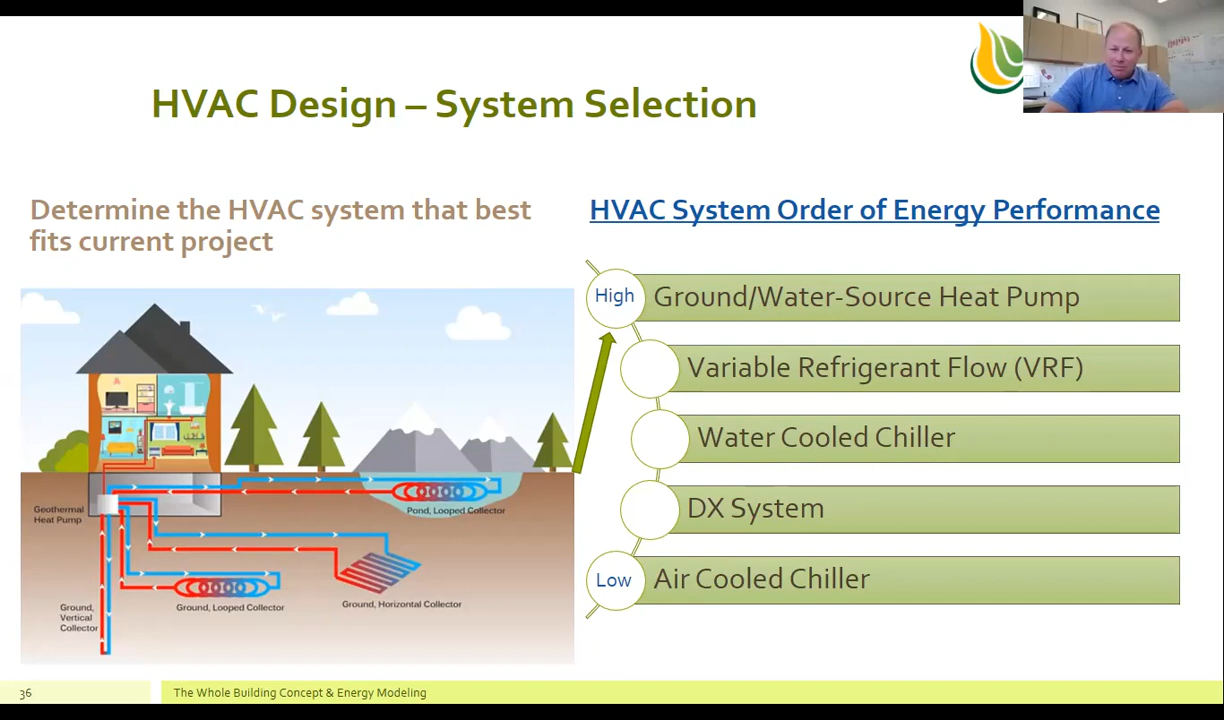 HVAC Design – System Selection
Determine the HVAC system that best
fits current project
Geothermal
Heat Pump
Pond, Looped Collector
Ground, Looped Collector
Ground, Horizontal Collector
Ground,
Vertical
Collector
HVAC System Order of Energy Performance
High
Ground/Water-Source Heat Pump
Variable Refrigerant Flow (VRF)
Water Cooled Chiller
DX System
Low
Air Cooled Chiller
36
The Whole Building Concept & Energy Modeling